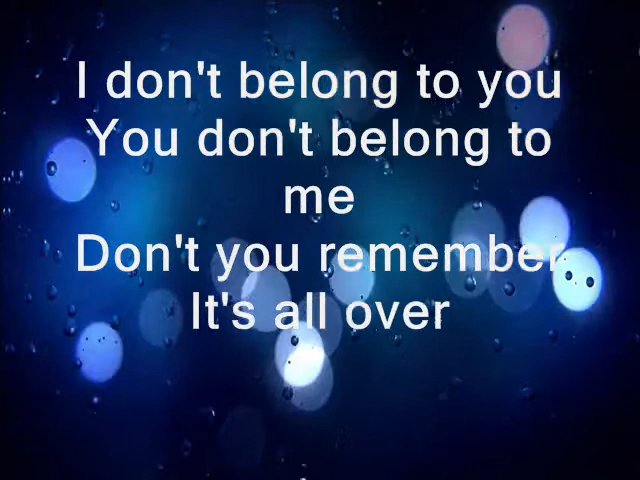 I don't belong to you
You don't belong to
me
Don't you remember
It's all over